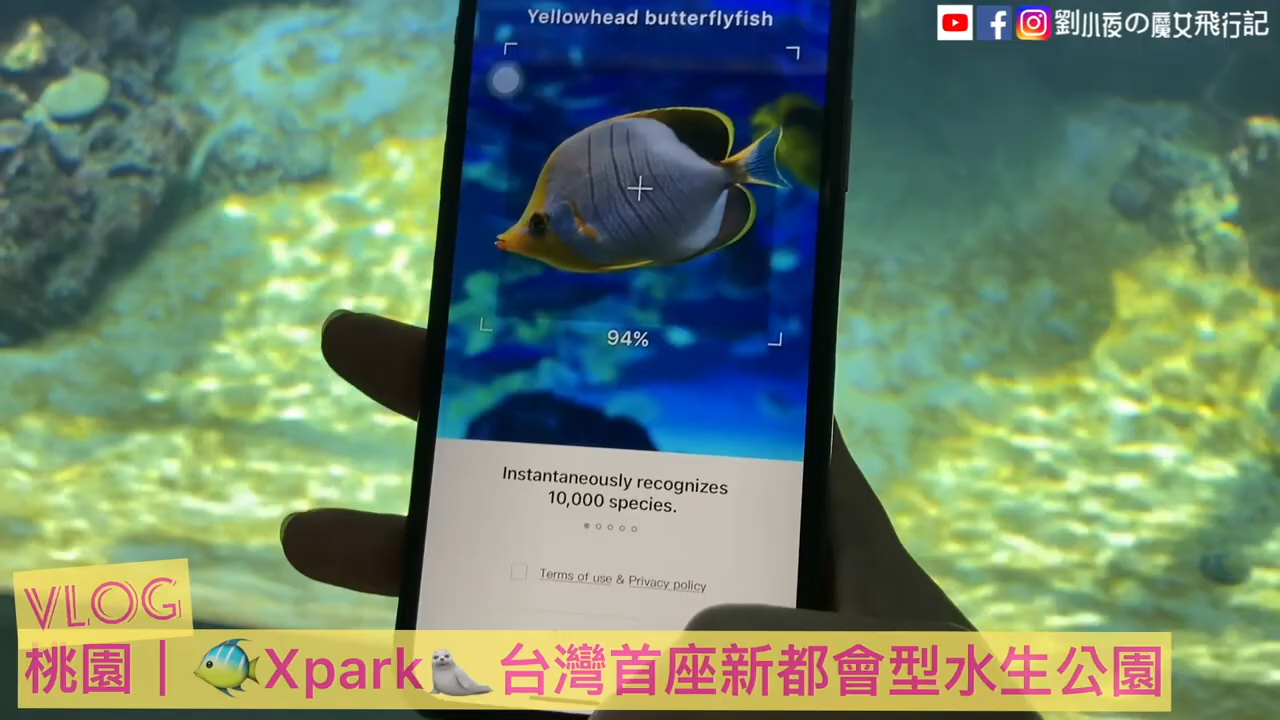 Yellowhead butterflyfish
劉小夜の魔女飛行記
94%
Instantaneously recognizes
10,000 species.
Terms of use & Privacy policy
VLOG
桃園｜🐠Xpark🦭台灣首座新都會型水生公園